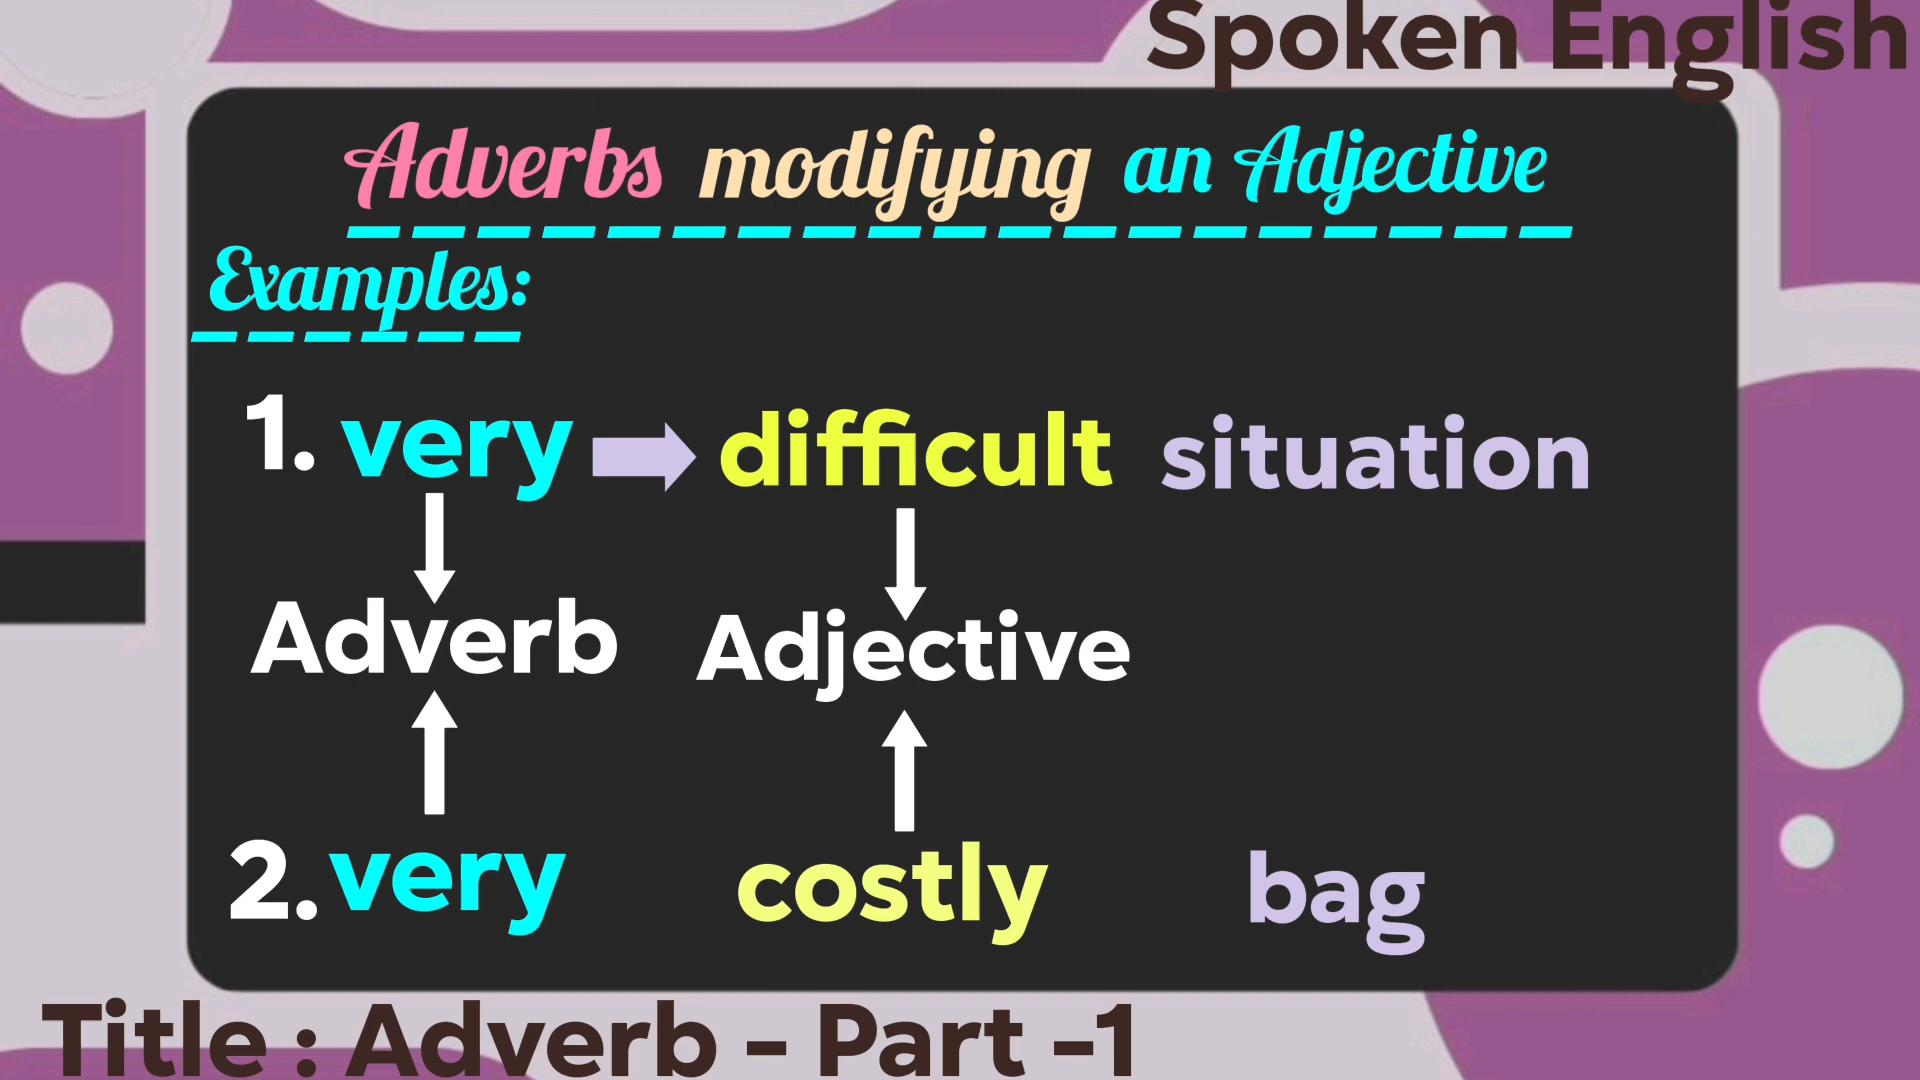 Spoken English
Adverbs modifying an Adjective
Examples:
1. very difficult situation
Adverb Adjective
2. very costly bag
Title : Adverb - Part -1